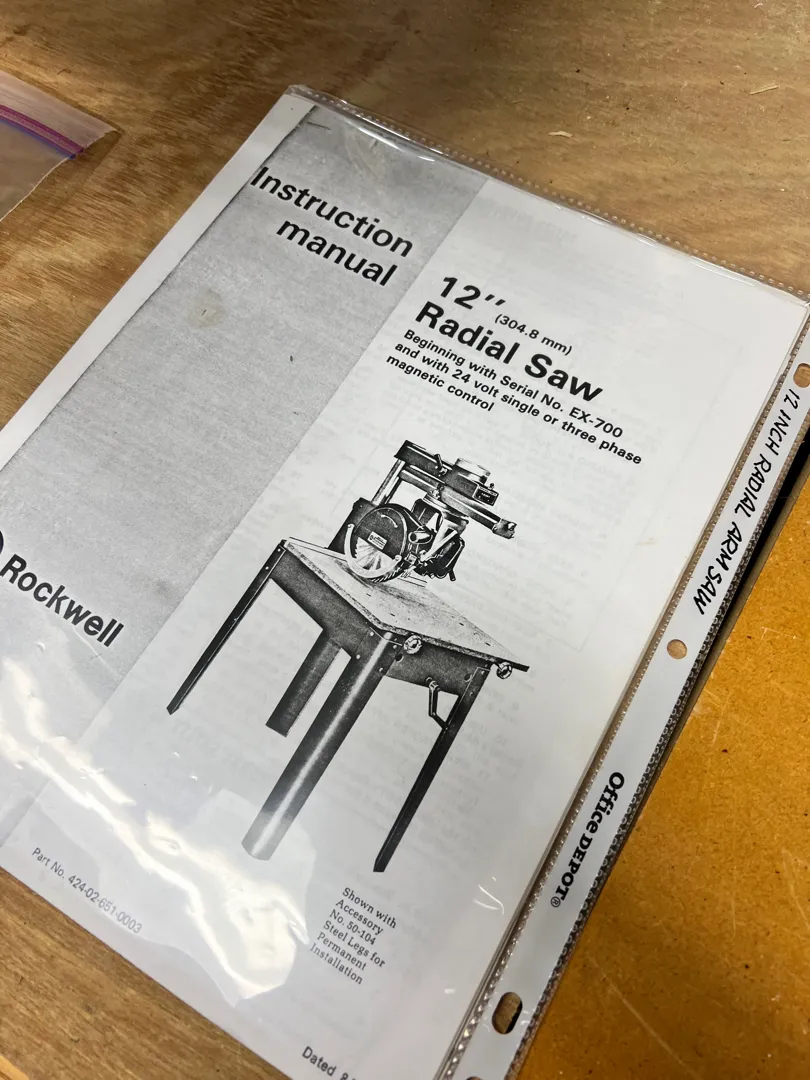 Instruction
manual
12"
(304.8 mm)
Radial Saw
Beginning with Serial No. EX-700
and with 24 volt single or three phase
magnetic control
Rockwell
Shown with
Accessory
No. 50-104
Steel Legs for
Permanent
Installation
Part No. 424-02-651-0003
Dated
12 INCH RADIAL ARM SAW
Office DEPOT®